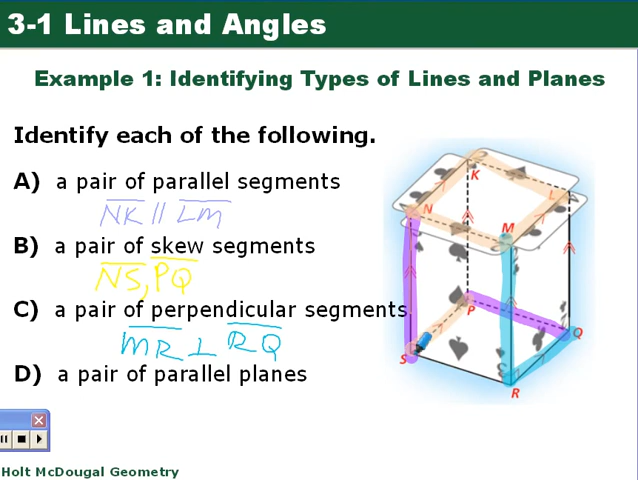 3-1 Lines and Angles
Example 1: Identifying Types of Lines and Planes
Identify each of the following.
A) a pair of parallel segments
NK || LM
B) a pair of skew segments
NS, PQ
C) a pair of perpendicular segments
MR ⊥ RQ
D) a pair of parallel planes
K
L
N
M
P
Q
S
R
Holt McDougal Geometry